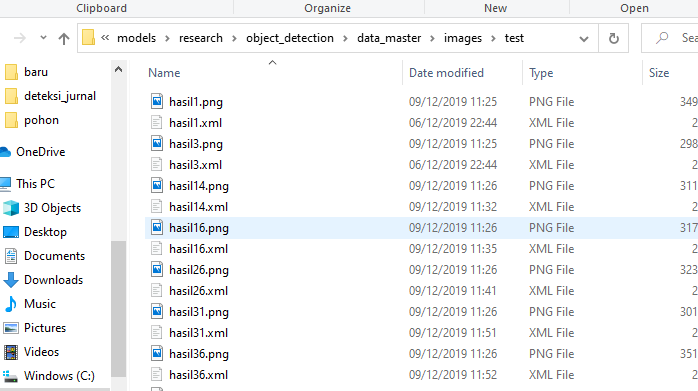 Clipboard Organize New Open
« models › research › object_detection › data_master › images › test Sea
baru
deteksi_jurnal
pohon
OneDrive
This PC
3D Objects
Desktop
Documents
Downloads
Music
Pictures
Videos
Windows (C:)
Name Date modified Type Size
hasil1.png 09/12/2019 11:25 PNG File 349
hasil1.xml 06/12/2019 22:44 XML File 2
hasil3.png 09/12/2019 11:25 PNG File 298
hasil3.xml 06/12/2019 22:44 XML File 2
hasil14.png 09/12/2019 11:26 PNG File 311
hasil14.xml 09/12/2019 11:32 XML File 2
hasil16.png 09/12/2019 11:26 PNG File 317
hasil16.xml 09/12/2019 11:35 XML File 2
hasil26.png 09/12/2019 11:26 PNG File 323
hasil26.xml 09/12/2019 11:41 XML File 2
hasil31.png 09/12/2019 11:26 PNG File 301
hasil31.xml 09/12/2019 11:51 XML File 2
hasil36.png 09/12/2019 11:26 PNG File 351
hasil36.xml 09/12/2019 11:52 XML File 2